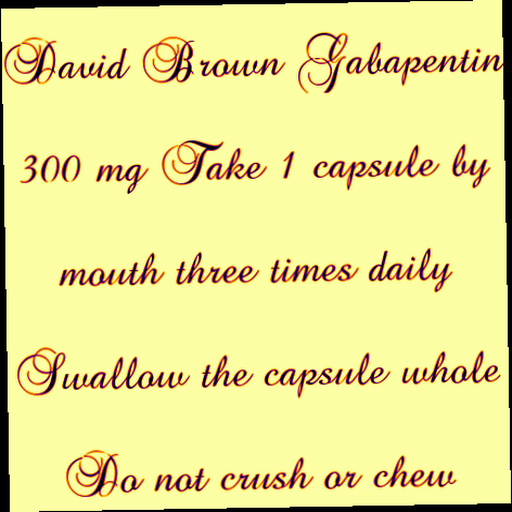 David Brown Gabapentin
300 mg Take 1 capsule by
mouth three times daily
Swallow the capsule whole
Do not crush or chew